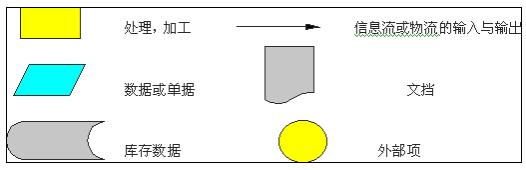 处理，加工
信息流或物流的输入与输出
数据或单据
文档
库存数据
外部项